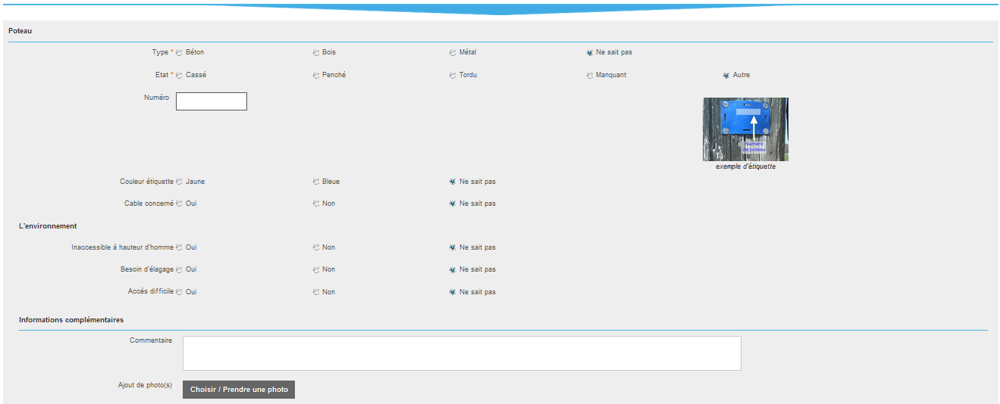 Poteau
Type * Béton Bois Métal Ne sait pas
Etat * Cassé Penché Tordu Manquant Autre
Numéro
Numéro
de poteau
exemple d'étiquette
Couleur étiquette Jaune Bleue Ne sait pas
Cable concerné Oui Non Ne sait pas
L'environnement
Inaccessible à hauteur d'homme Oui Non Ne sait pas
Besoin d'élagage Oui Non Ne sait pas
Accès difficile Oui Non Ne sait pas
Informations complémentaires
Commentaire
Ajout de photo(s) Choisir / Prendre une photo